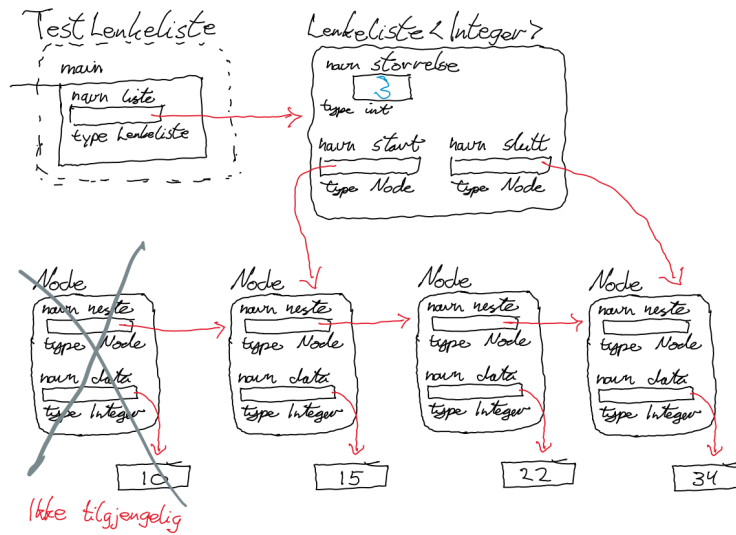 TestLenkeliste
main
navn liste
type Lenkeliste
Lenkeliste<Integer>
navn storrelse
3
type int
navn start
type Node
navn slutt
type Node
Node
navn neste
type Node
navn data
type Integer
10
Ikke tilgjengelig
Node
navn neste
type Node
navn data
type Integer
15
Node
navn neste
type Node
navn data
type Integer
22
Node
navn neste
type Node
navn data
type Integer
34